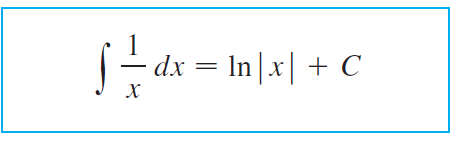 ∫ 1/x dx = ln|x| + C